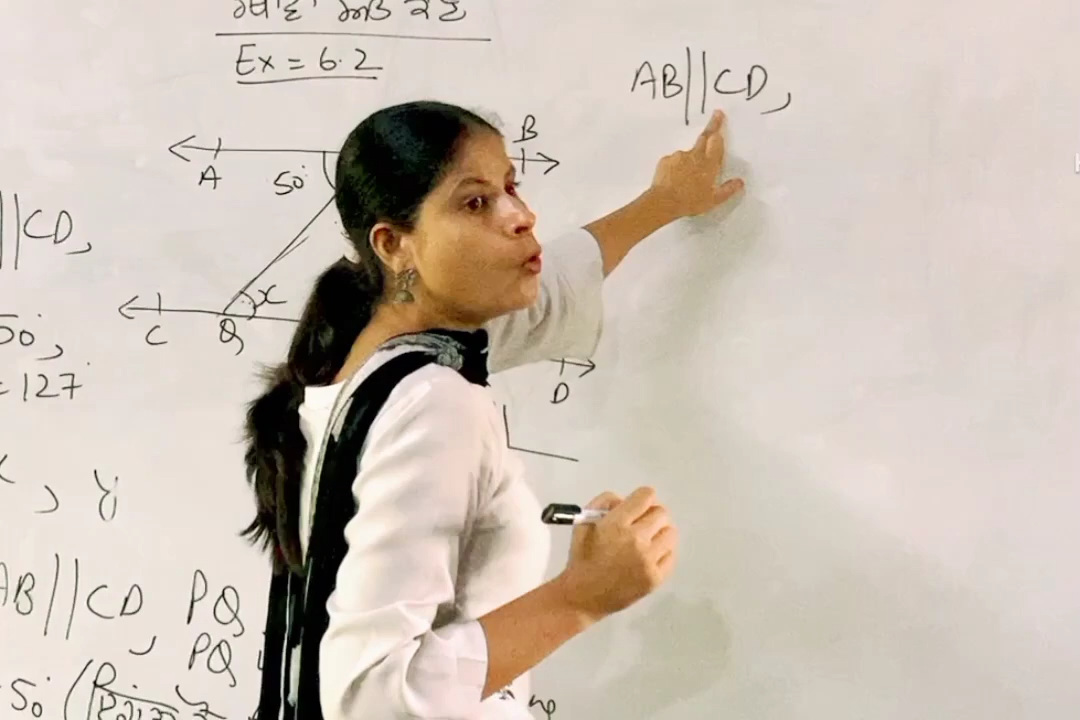 Ex = 6.2
AB||CD,
A
50°
B
||CD,
C
Q
x
D
50°,
= 127°
, y
AB||CD, PQ
PQ
= 50